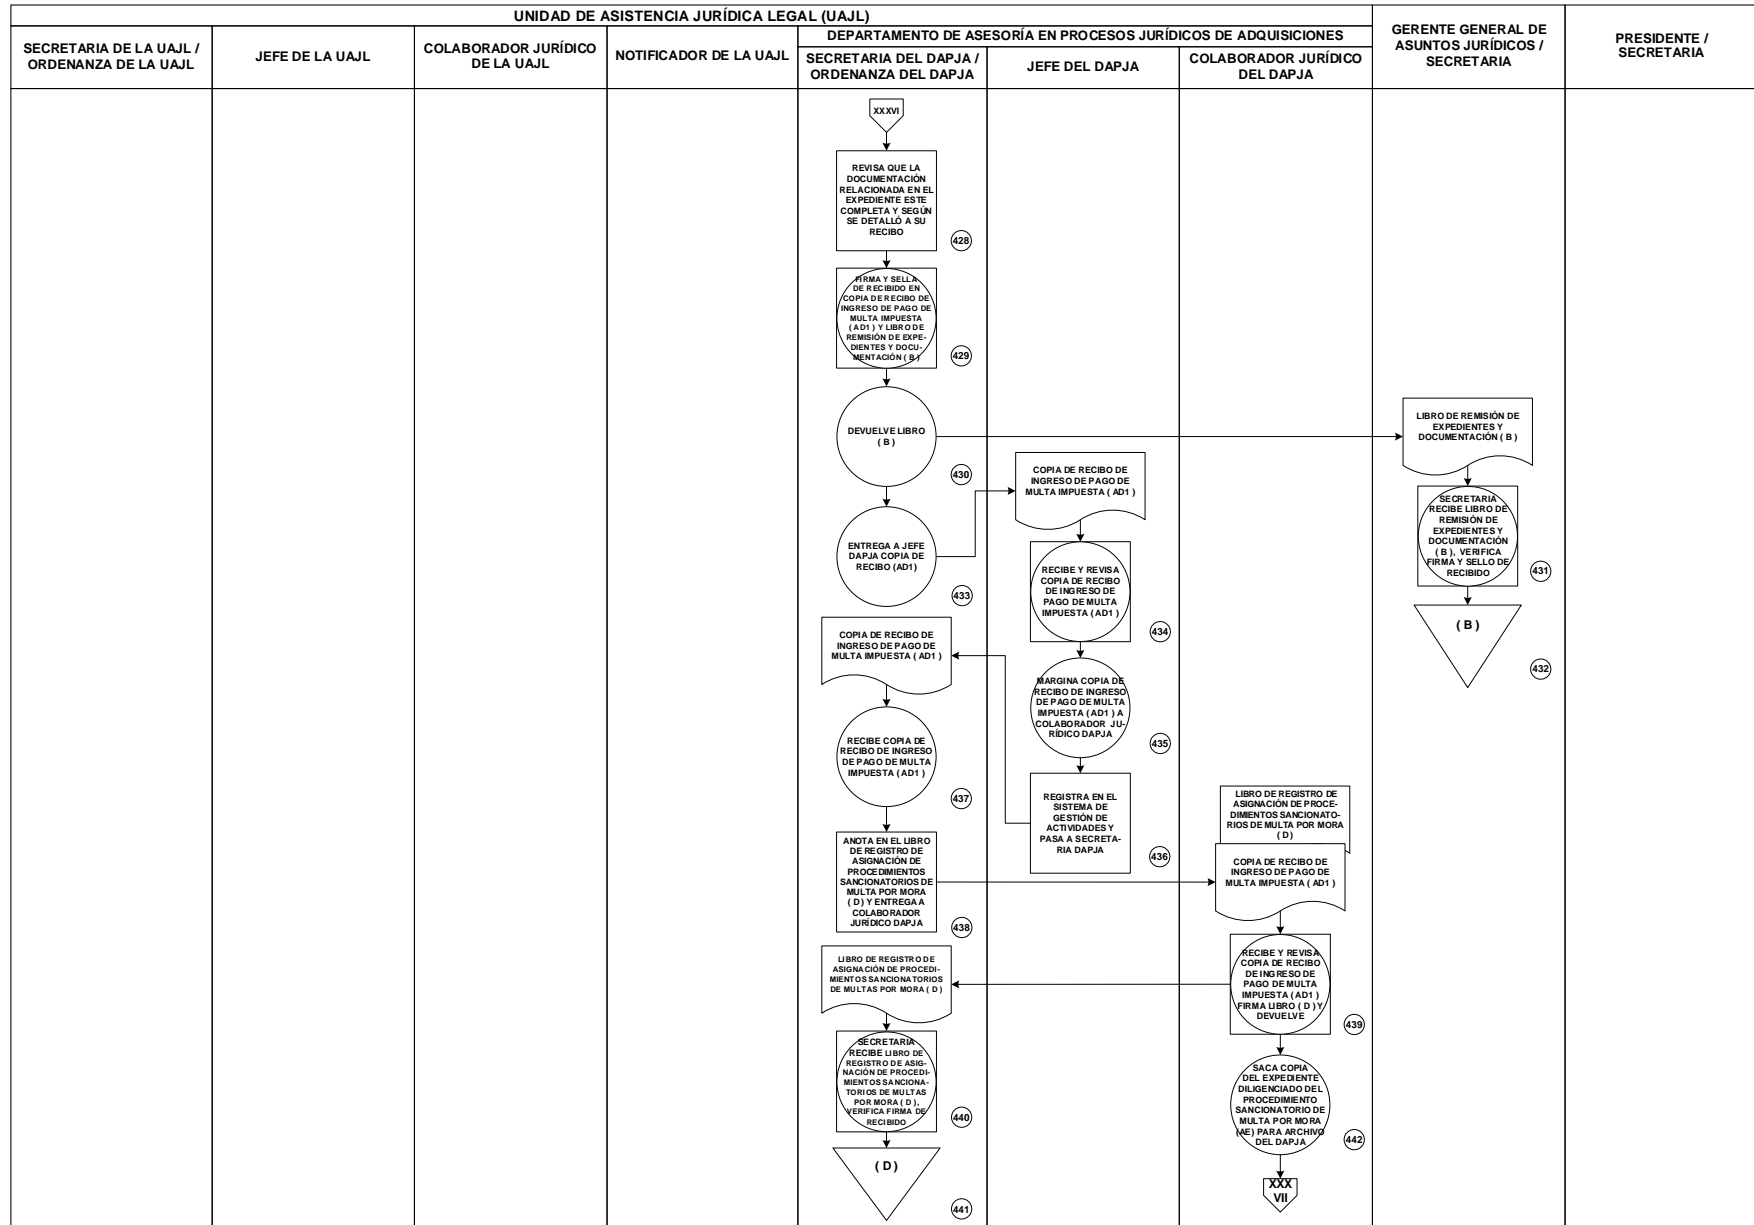 UNIDAD DE ASISTENCIA JURÍDICA LEGAL (UAJL)
SECRETARIA DE LA UAJL /
ORDENANZA DE LA UAJL
JEFE DE LA UAJL
COLABORADOR JURÍDICO
DE LA UAJL
NOTIFICADOR DE LA UAJL
DEPARTAMENTO DE ASESORÍA EN PROCESOS JURÍDICOS DE ADQUISICIONES
SECRETARIA DEL DAPJA /
ORDENANZA DEL DAPJA
JEFE DEL DAPJA
COLABORADOR JURÍDICO
DEL DAPJA
GERENTE GENERAL DE
ASUNTOS JURÍDICOS /
SECRETARIA
PRESIDENTE /
SECRETARIA
XXXVI
REVISA QUE LA
DOCUMENTACIÓN
RELACIONADA EN EL
EXPEDIENTE ESTE
COMPLETA Y SEGÚN
SE DETALLÓ A SU
RECIBO
428
FIRMA Y SELLA
DE RECIBIDO EN
COPIA DE RECIBO DE
INGRESO DE PAGO DE
MULTA IMPUESTA
( AD1 ) Y LIBRO DE
REMISIÓN DE EXPE-
DIENTES Y DOCU-
MENTACIÓN ( B )
429
DEVUELVE LIBRO
( B )
430
LIBRO DE REMISIÓN DE
EXPEDIENTES Y
DOCUMENTACIÓN ( B )
SECRETARIA
RECIBE LIBRO DE
REMISIÓN DE
EXPEDIENTES Y
DOCUMENTACIÓN
( B ), VERIFICA
FIRMA Y SELLO DE
RECIBIDO
431
( B )
432
ENTREGA A JEFE
DAPJA COPIA DE
RECIBO (AD1)
433
COPIA DE RECIBO DE
INGRESO DE PAGO DE
MULTA IMPUESTA ( AD1 )
RECIBE Y REVISA
COPIA DE RECIBO
DE INGRESO DE
PAGO DE MULTA
IMPUESTA (AD1 )
434
MARGINA COPIA DE
RECIBO DE INGRESO
DE PAGO DE MULTA
IMPUESTA (AD1 ) A
COLABORADOR JU-
RÍDICO DAPJA
435
REGISTRA EN EL
SISTEMA DE
GESTIÓN DE
ACTIVIDADES Y
PASA A SECRETA-
RIA DAPJA
436
COPIA DE RECIBO DE
INGRESO DE PAGO DE
MULTA IMPUESTA ( AD1 )
RECIBE COPIA DE
RECIBO DE INGRESO
DE PAGO DE MULTA
IMPUESTA (AD1 )
437
ANOTA EN EL LIBRO
DE REGISTRO DE
ASIGNACIÓN DE
PROCEDIMIENTOS
SANCIONATORIOS DE
MULTA POR MORA
( D ) Y ENTREGA A
COLABORADOR
JURÍDICO DAPJA
438
LIBRO DE REGISTRO DE
ASIGNACIÓN DE PROCE-
DIMIENTOS SANCIONATO-
RIOS DE MULTA POR MORA
( D )
COPIA DE RECIBO DE
INGRESO DE PAGO DE
MULTA IMPUESTA ( AD1 )
RECIBE Y REVISA
COPIA DE RECIBO
DE INGRESO DE
PAGO DE MULTA
IMPUESTA ( AD1 )
FIRMA LIBRO ( D ) Y
DEVUELVE
439
LIBRO DE REGISTRO DE
ASIGNACIÓN DE PROCEDI-
MIENTOS SANCIONATORIOS
DE MULTAS POR MORA ( D )
SECRETARIA
RECIBE LIBRO DE
REGISTRO DE ASIG-
NACIÓN DE PROCEDI-
MIENTOS SANCIONA-
TORIOS DE MULTAS
POR MORA ( D ),
VERIFICA FIRMA DE
RECIBIDO
440
( D )
441
SACA COPIA
DEL EXPEDIENTE
DILIGENCIADO DEL
PROCEDIMIENTO
SANCIONATORIO DE
MULTA POR MORA
(AE) PARA ARCHIVO
DEL DAPJA
442
XXX
VII